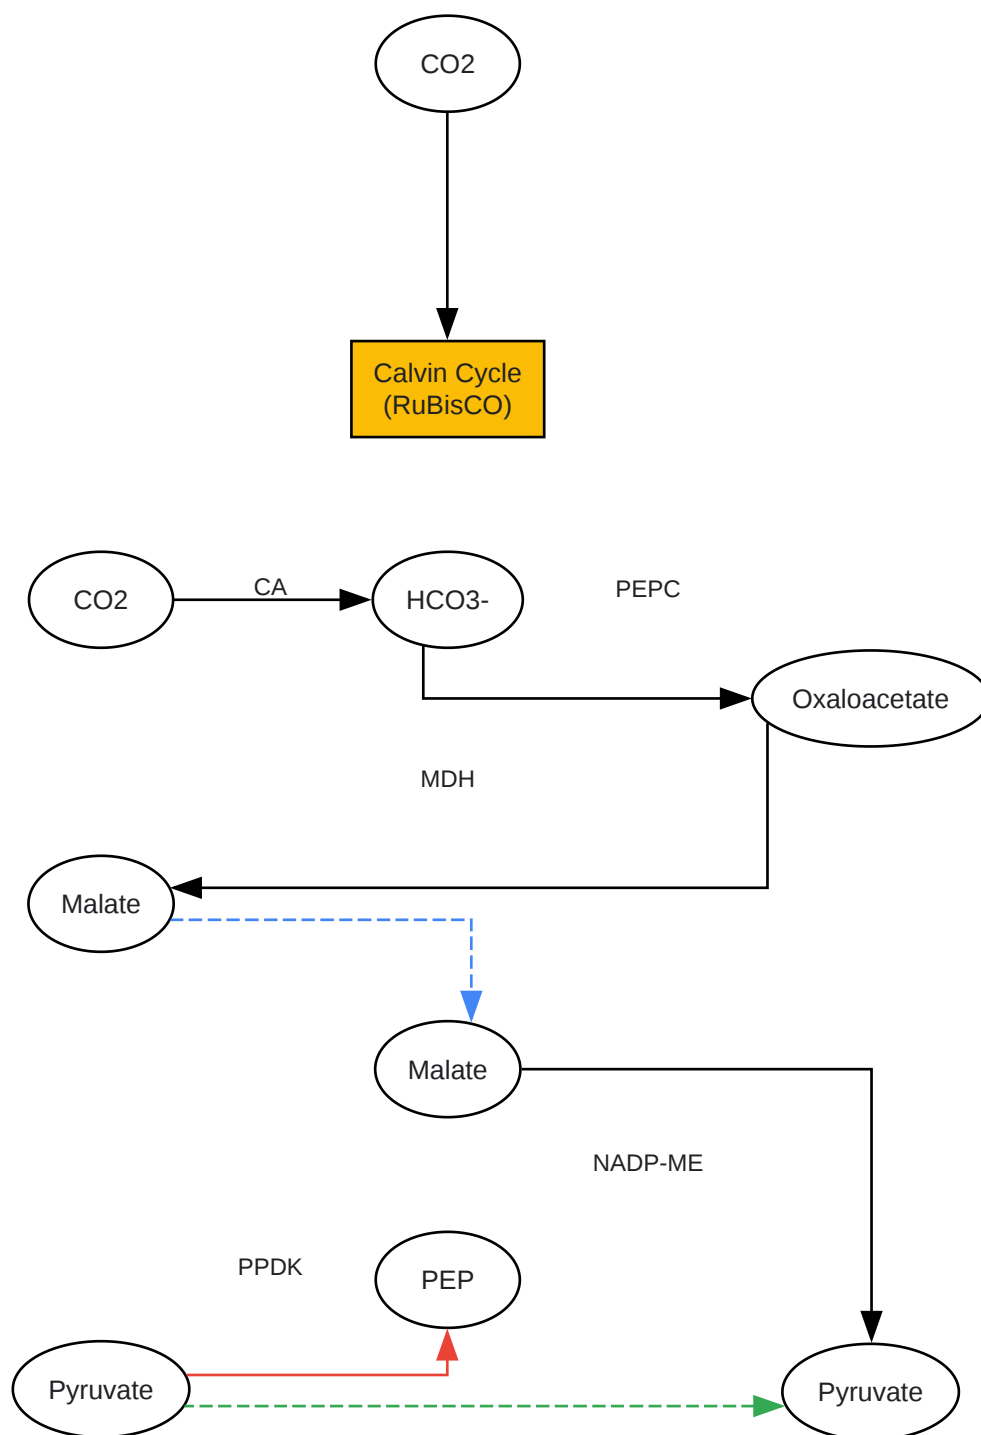 CO2
Calvin Cycle
(RuBisCO)
CO2
CA
HCO3-
PEPC
Oxaloacetate
MDH
Malate
Malate
NADP-ME
PPDK
PEP
Pyruvate
Pyruvate